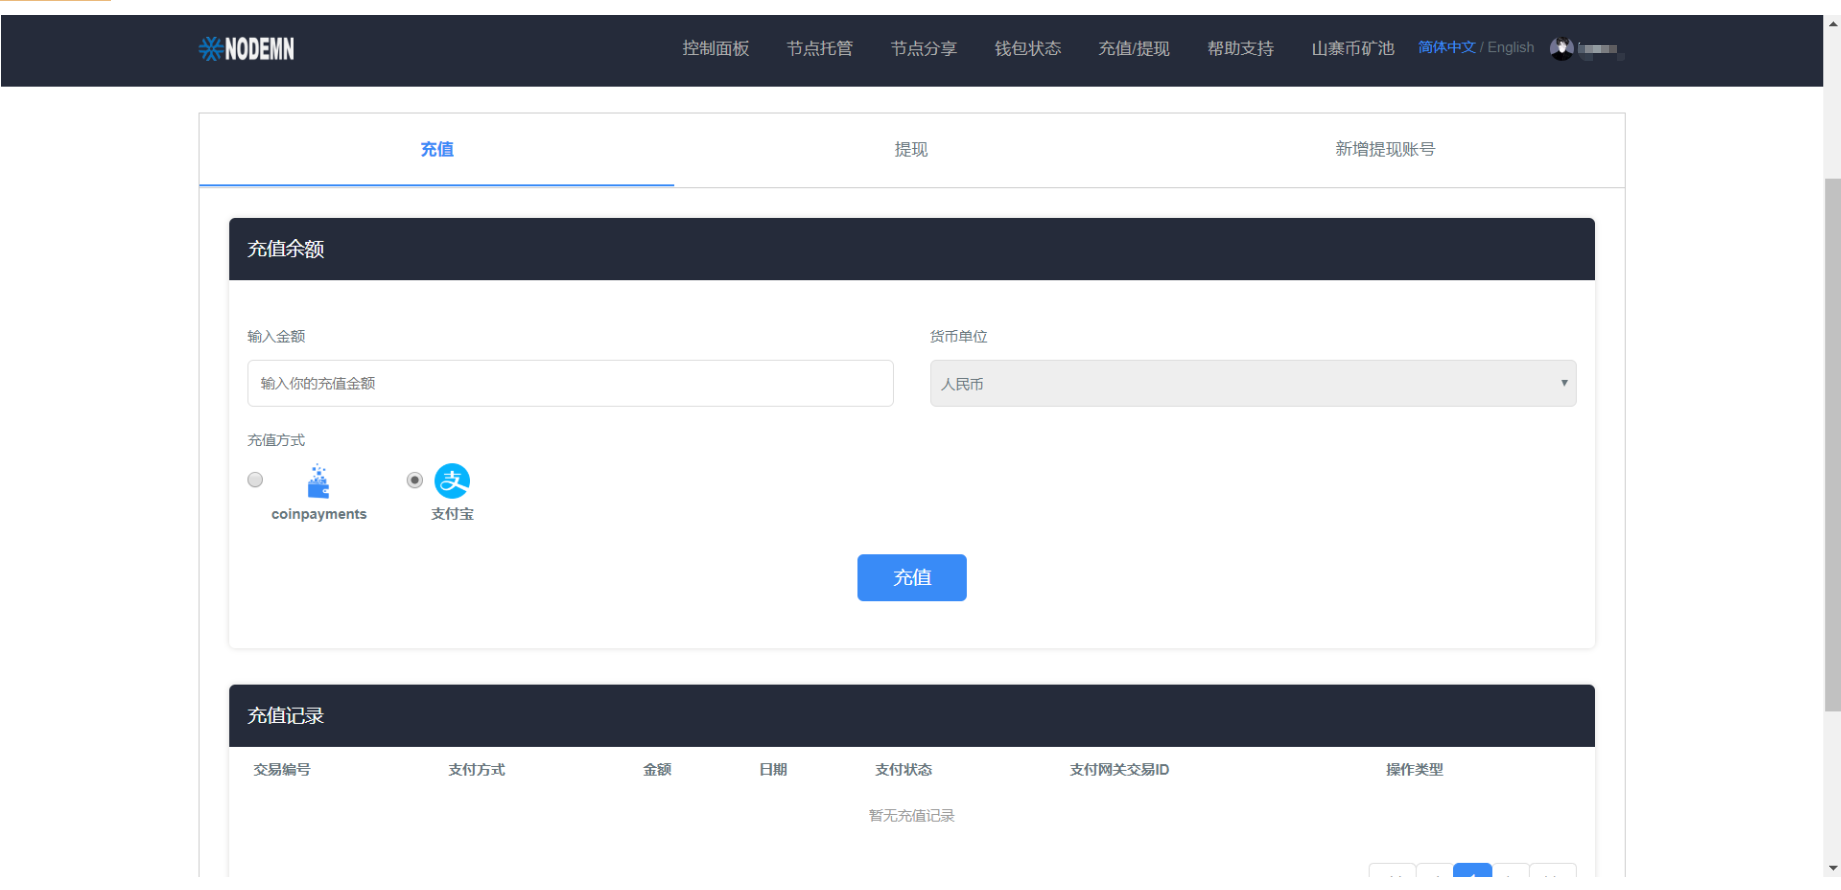 NODEMN 控制面板 节点托管 节点分享 钱包状态 充值/提现 帮助支持 山寨币矿池 简体中文 / English
充值 提现 新增提现账号
充值余额
输入金额 货币单位
输入你的充值金额 人民币
充值方式
支
coinpayments 支付宝
充值
充值记录
交易编号 支付方式 金额 日期 支付状态 支付网关交易ID 操作类型
暂无充值记录